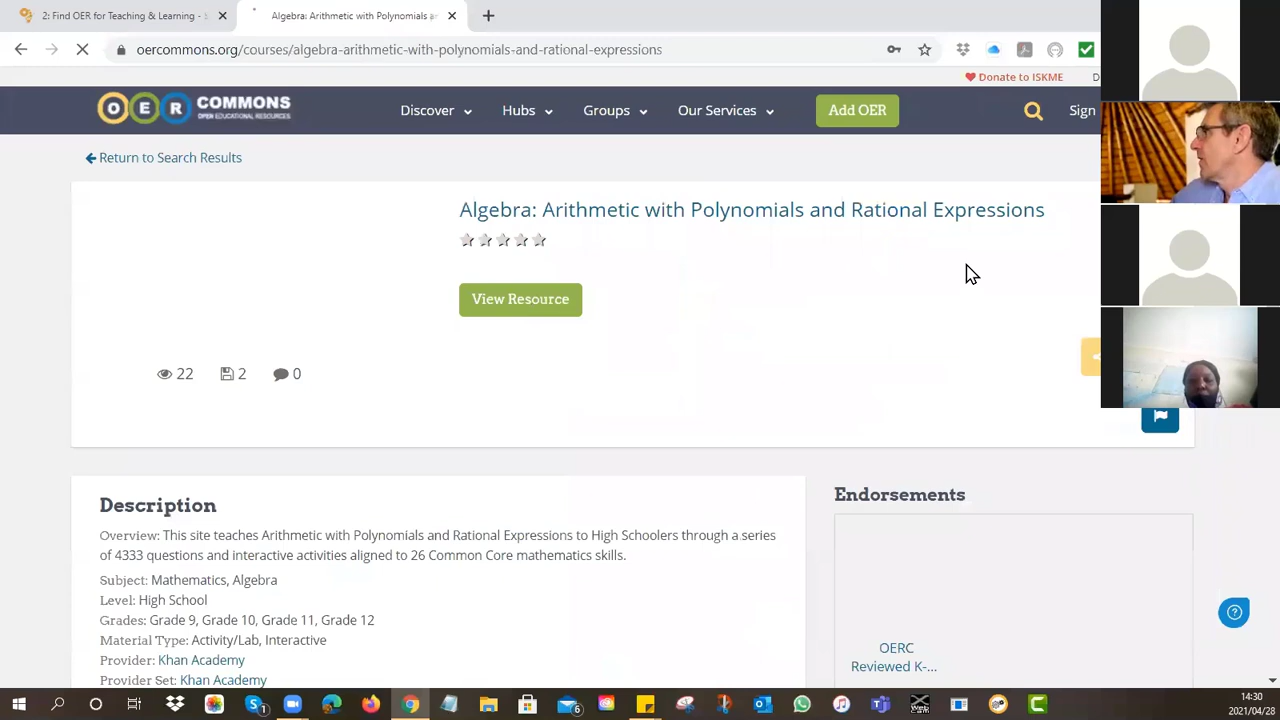 2: Find OER for Teaching & Learning -
Algebra: Arithmetic with Polynomials a
oercommons.org/courses/algebra-arithmetic-with-polynomials-and-rational-expressions
Donate to ISKME
OER COMMONS
OPEN EDUCATIONAL RESOURCES
Discover Hubs Groups Our Services Add OER Sign
Return to Search Results
Algebra: Arithmetic with Polynomials and Rational Expressions
View Resource
22 2 0
Description
Overview: This site teaches Arithmetic with Polynomials and Rational Expressions to High Schoolers through a series
of 4333 questions and interactive activities aligned to 26 Common Core mathematics skills.
Subject: Mathematics, Algebra
Level: High School
Grades: Grade 9, Grade 10, Grade 11, Grade 12
Material Type: Activity/Lab, Interactive
Provider: Khan Academy
Provider Set: Khan Academy
Endorsements
OERC
Reviewed K-...
14:30
2021/04/28